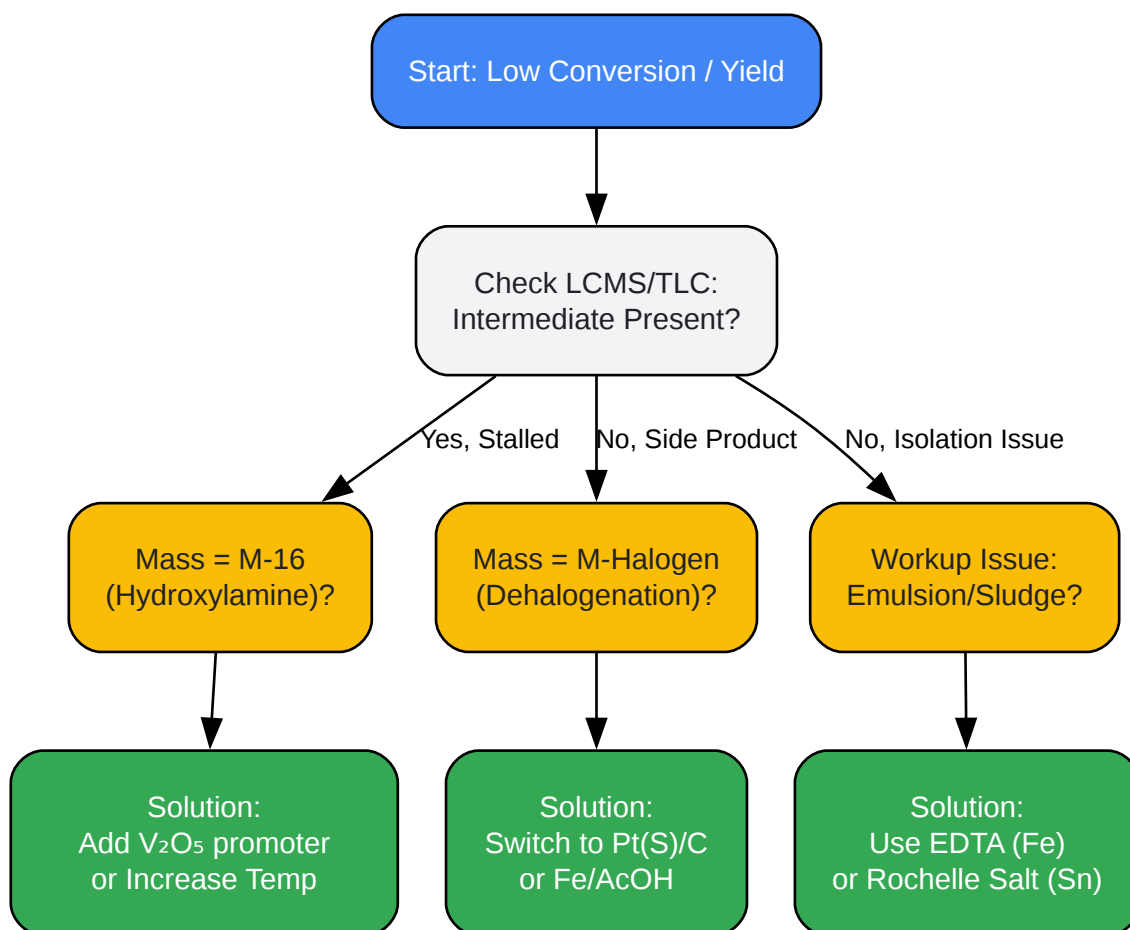 Start: Low Conversion / Yield
Check LCMS/TLC:
Intermediate Present?
Yes, Stalled
No, Side Product
No, Isolation Issue
Mass = M-16
(Hydroxylamine)?
Mass = M-Halogen
(Dehalogenation)?
Workup Issue:
Emulsion/Sludge?
Solution:
Add V₂O₅ promoter
or Increase Temp
Solution:
Switch to Pt(S)/C
or Fe/AcOH
Solution:
Use EDTA (Fe)
or Rochelle Salt (Sn)